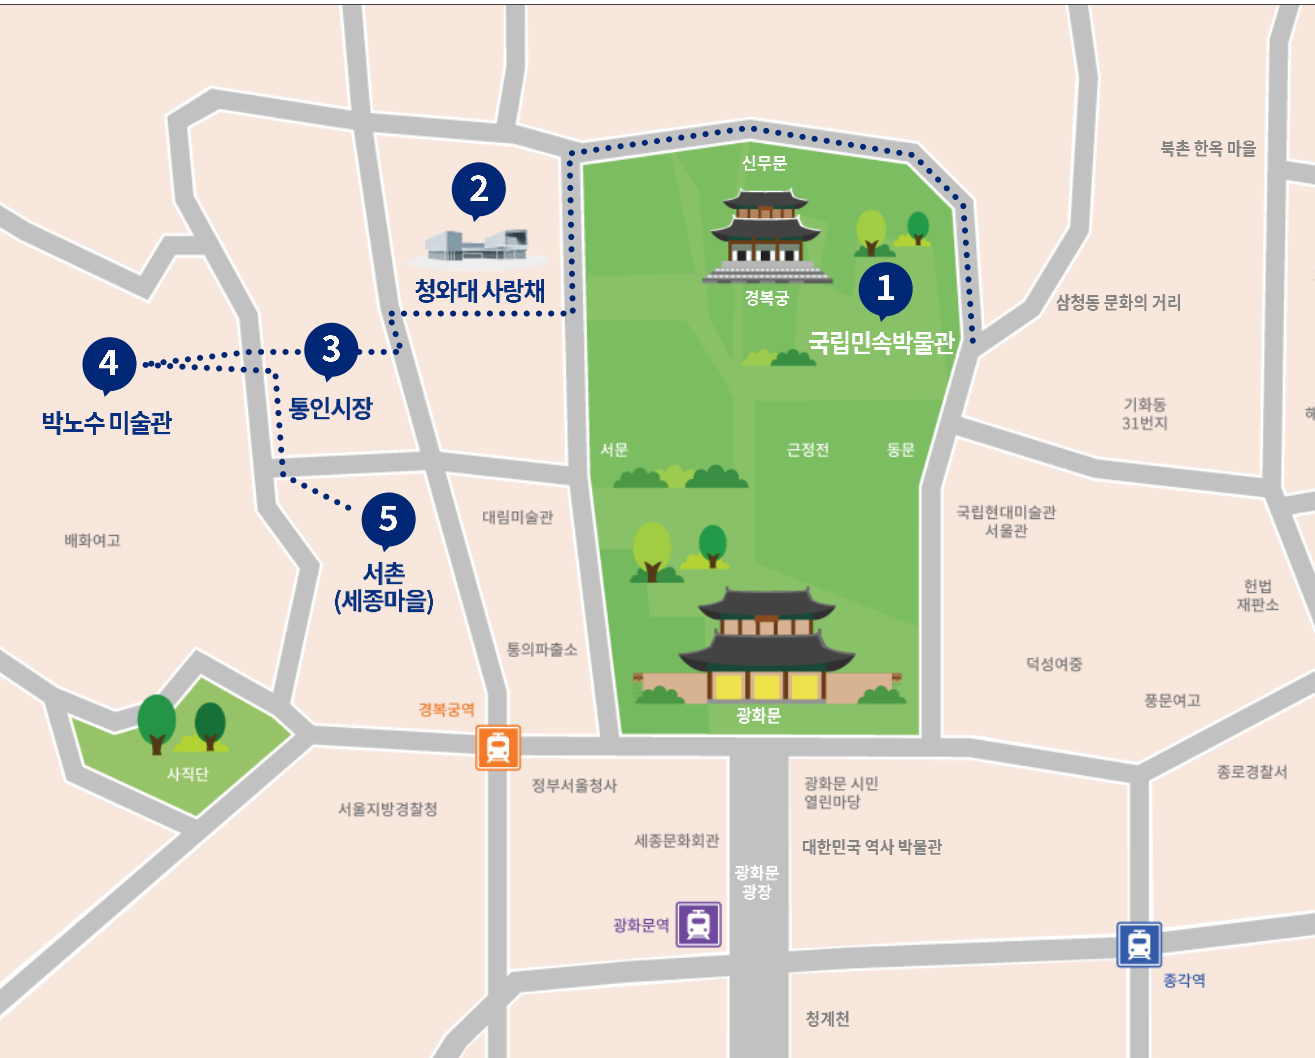 북촌 한옥 마을
신무문
2
청와대 사랑채
경복궁
1
국립민속박물관
삼청동 문화의 거리
3
통인시장
4
박노수 미술관
기화동
31번지
서문
근정전
동문
5
서촌
(세종마을)
대림미술관
국립현대미술관
서울관
배화여고
헌법
재판소
통의파출소
덕성여중
풍문여고
경복궁역
광화문
사직단
정부서울청사
서울지방경찰청
광화문 시민
열린마당
종로경찰서
세종문화회관
대한민국 역사 박물관
광화문
광장
광화문역
종각역
청계천